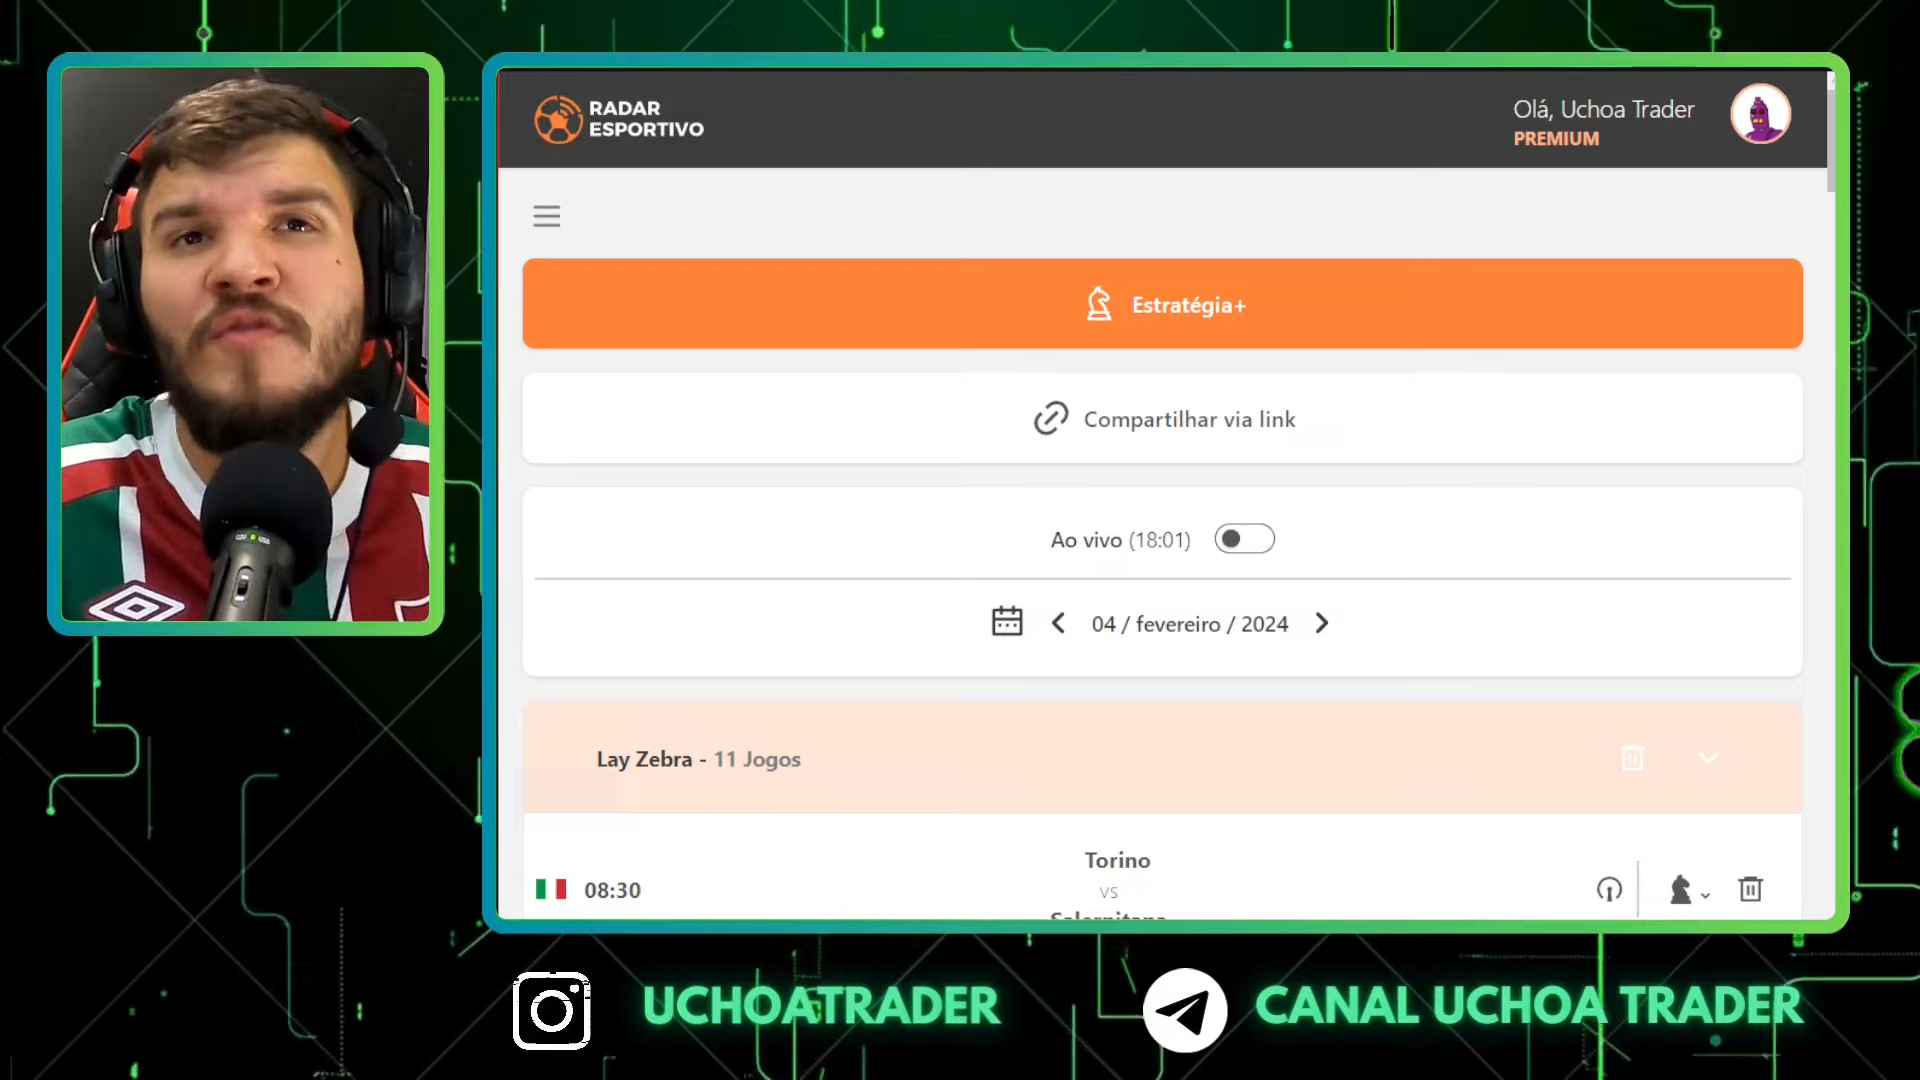 RADAR
ESPORTIVO
Olá, Uchoa Trader
PREMIUM
Estratégia+
Compartilhar via link
Ao vivo (18:01)
04 / fevereiro / 2024
Lay Zebra - 11 Jogos
Torino
08:30
vs
Salernitana
UCHOATRADER
CANAL UCHOA TRADER